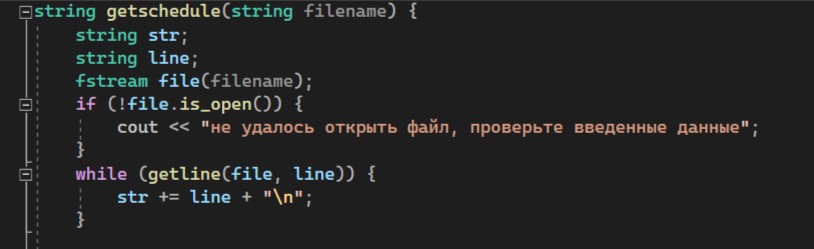 string getschedule(string filename) {
string str;
string line;
fstream file(filename);
if (!file.is_open()) {
cout << "не удалось открыть файл, проверьте введенные данные";
}
while (getline(file, line)) {
str += line + "\n";
}